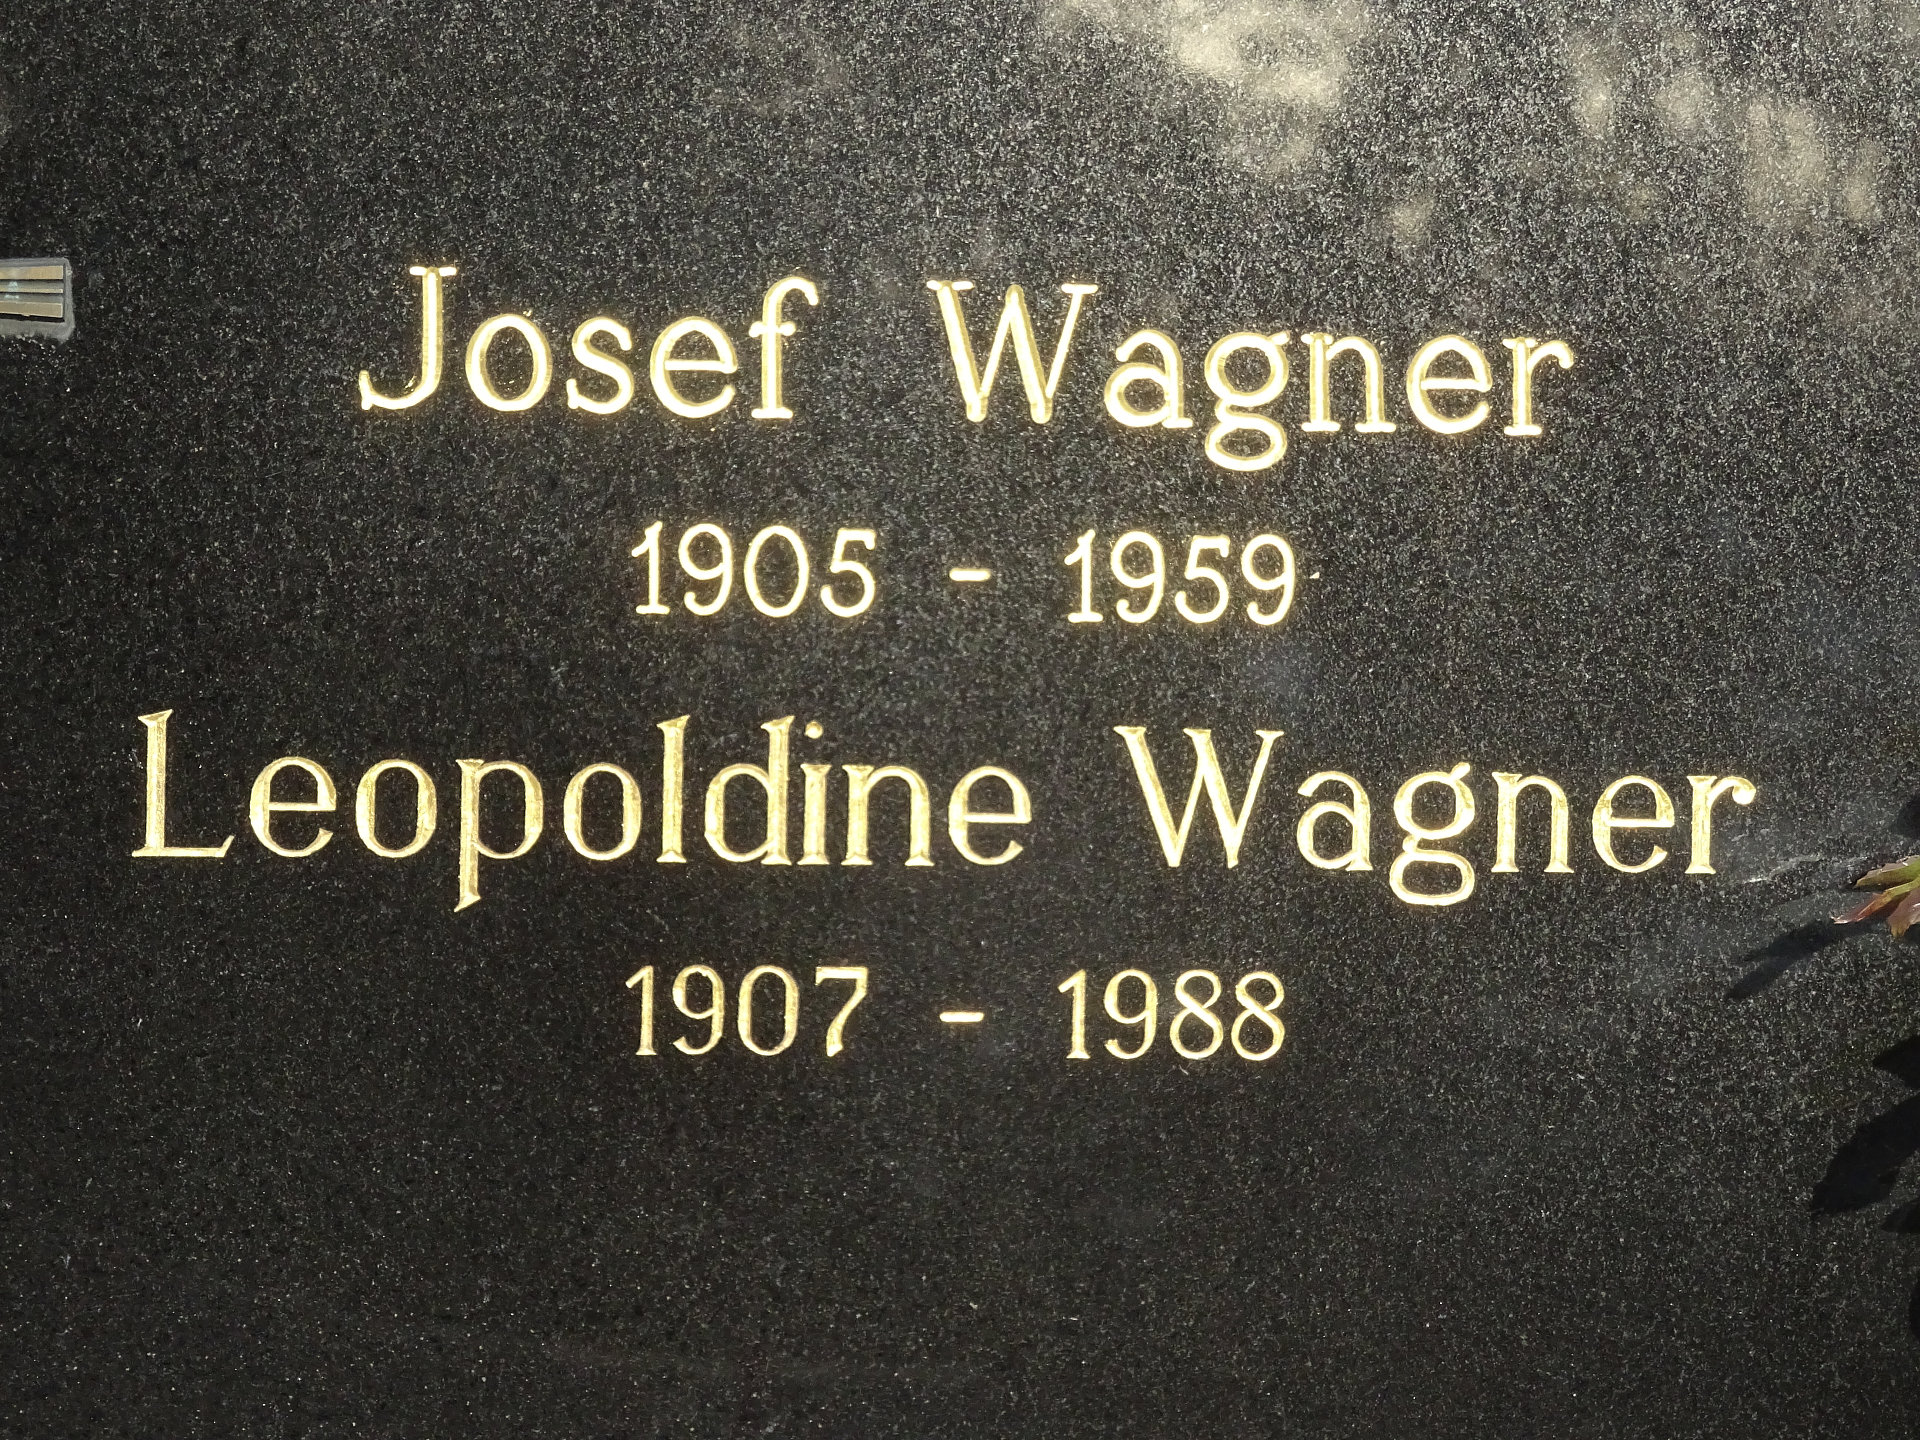 Josef Wagner
1905 - 1959
Leopoldine Wagner
1907 - 1988